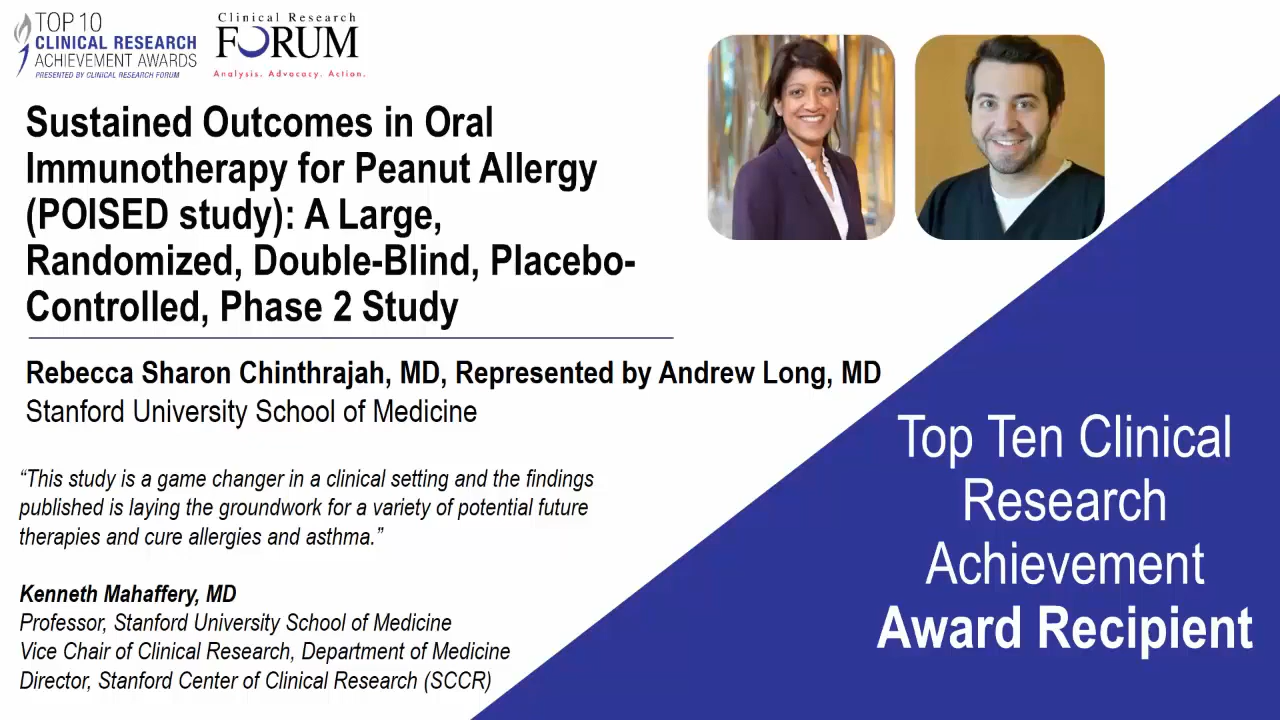 TOP 10
CLINICAL RESEARCH
ACHIEVEMENT AWARDS
PRESENTED BY CLINICAL RESEARCH FORUM
Clinical Research
FORUM
Analysis. Advocacy. Action.
Sustained Outcomes in Oral
Immunotherapy for Peanut Allergy
(POISED study): A Large,
Randomized, Double-Blind, Placebo-
Controlled, Phase 2 Study
Rebecca Sharon Chinthrajah, MD, Represented by Andrew Long, MD
Stanford University School of Medicine
“This study is a game changer in a clinical setting and the findings
published is laying the groundwork for a variety of potential future
therapies and cure allergies and asthma.”
Kenneth Mahaffery, MD
Professor, Stanford University School of Medicine
Vice Chair of Clinical Research, Department of Medicine
Director, Stanford Center of Clinical Research (SCCR)
Top Ten Clinical
Research
Achievement
Award Recipient